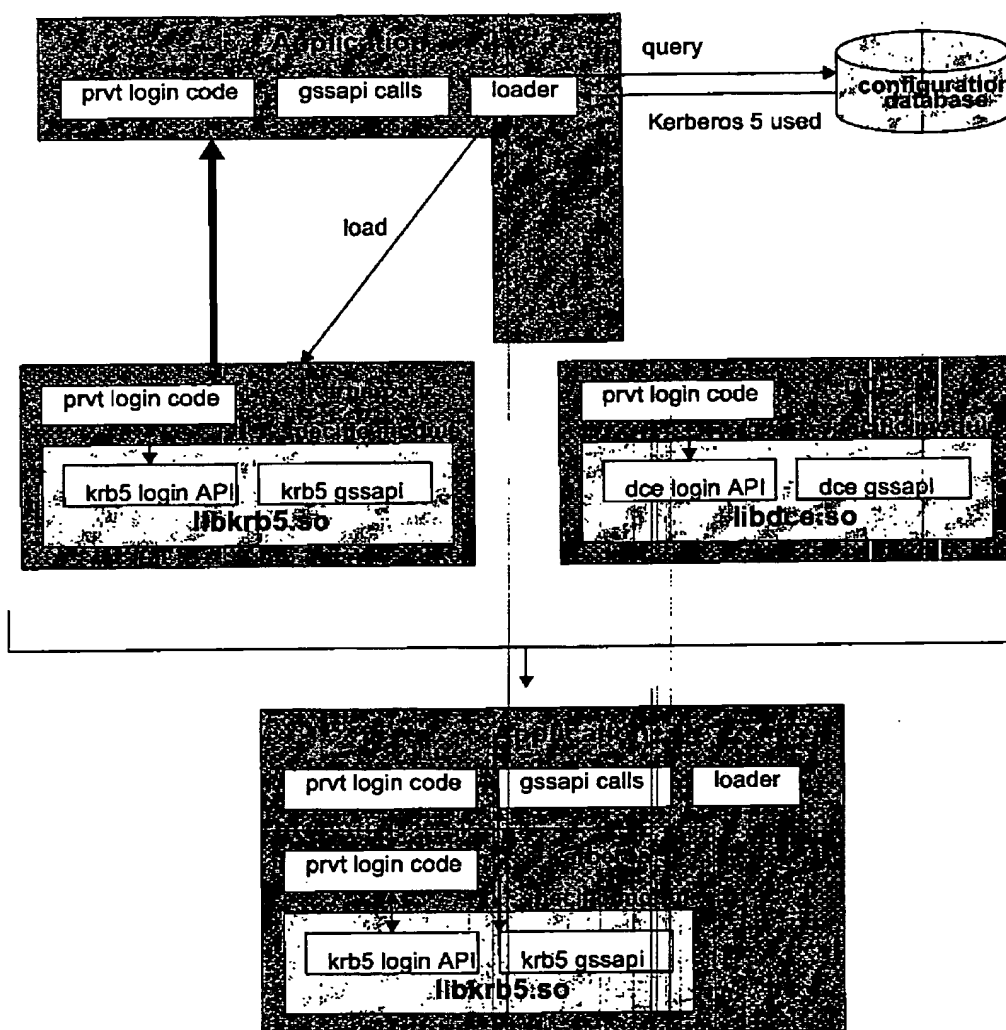 Application
query
prvt login code
gssapi calls
loader
configuration
database
Kerberos 5 used
load
prvt login code
krb5 login API
krb5 gssapi
libkrb5.so
prvt login code
dce login API
dce gssapi
libdce.so
Application
prvt login code
gssapi calls
loader
prvt login code
krb5 login API
krb5 gssapi
libkrb5.so